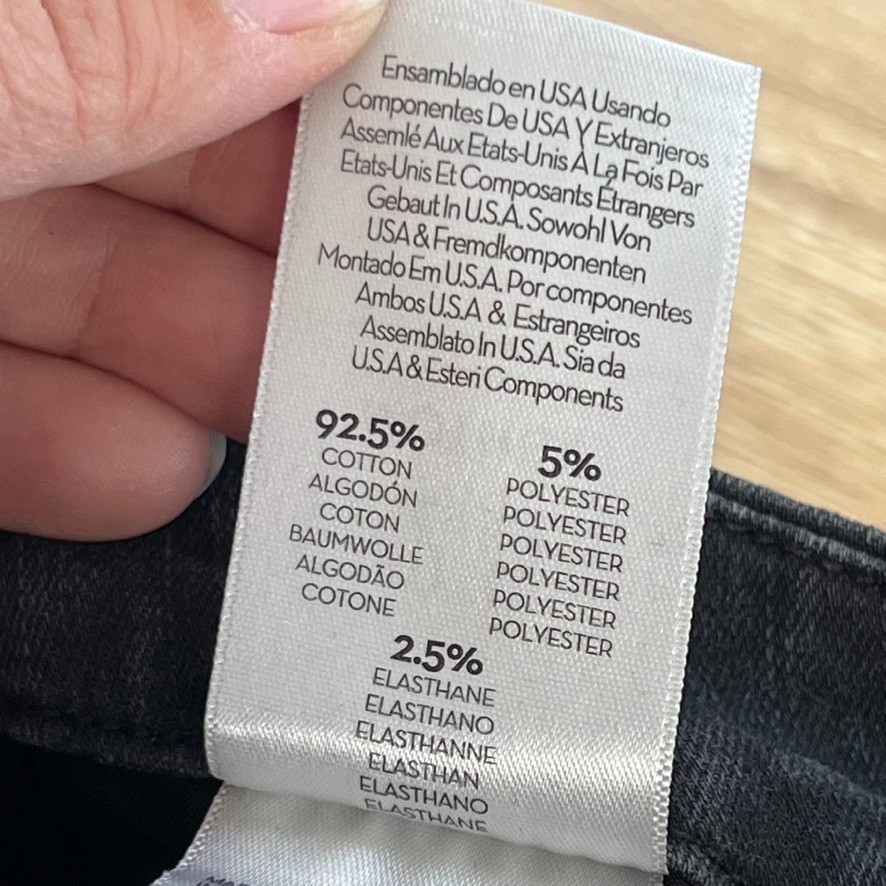 Ensamblado en USA Usando
Componentes De USA Y Extranjeros
Assemlé Aux Etats-Unis À La Fois Par
Etats-Unis Et Composants Étrangers
Gebaut In U.S.A. Sowohl Von
USA & Fremdkomponenten
Montado Em U.S.A. Por componentes
Ambos U.S.A & Estrangeiros
Assemblato In U.S.A. Sia da
U.S.A & Esteri Components
92.5%
COTTON
ALGODÓN
COTON
BAUMWOLLE
ALGODÃO
COTONE
5%
POLYESTER
POLYESTER
POLYESTER
POLYESTER
POLYESTER
POLYESTER
2.5%
ELASTHANE
ELASTHANO
ELASTHANNE
ELASTHAN
ELASTHANO
ELASTHANE